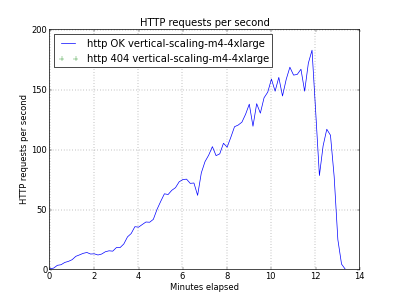 HTTP requests per second
200
http OK vertical-scaling-m4-4xlarge
http 404 vertical-scaling-m4-4xlarge
150
HTTP requests per second
100
50
0
0 2 4 6 8 10 12 14
Minutes elapsed